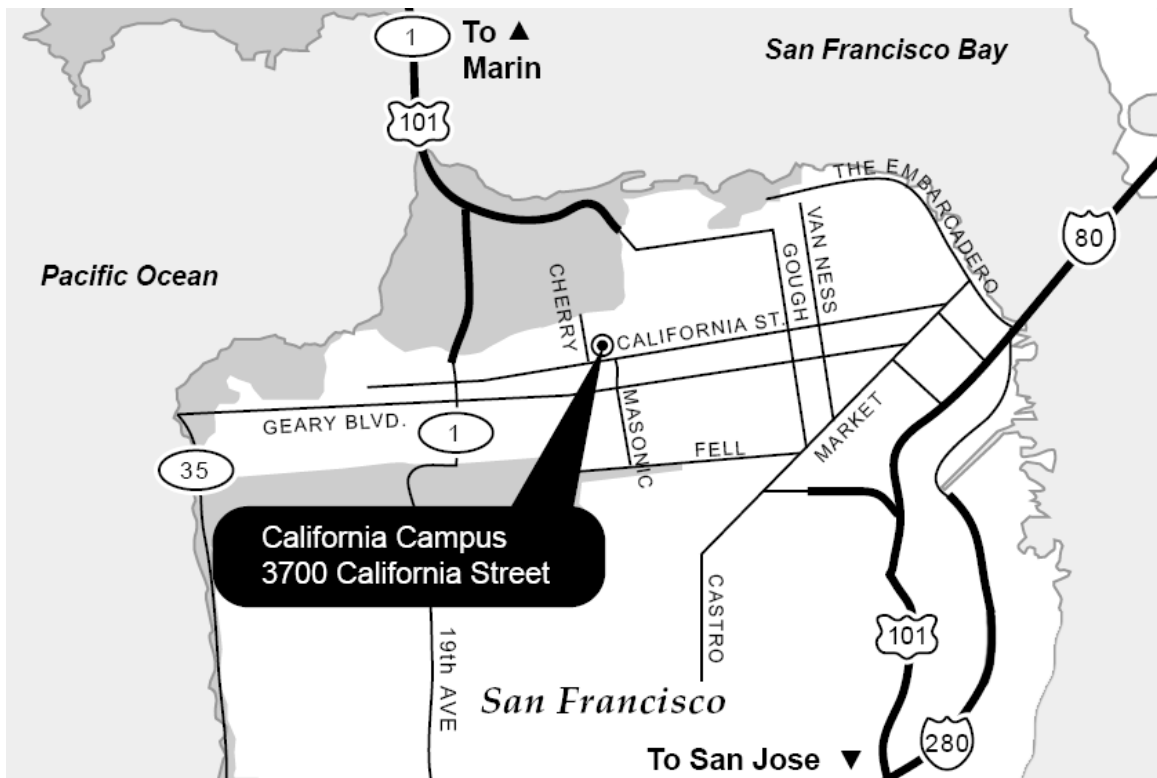 1
To ▲
Marin
San Francisco Bay
101
THE EMBARCADERO
VAN NESS
80
GOUGH
Pacific Ocean
CHERRY
CALIFORNIA ST.
MASONIC
GEARY BLVD.
1
MARKET
FELL
35
California Campus
3700 California Street
CASTRO
101
19th AVE
San Francisco
280
To San Jose ▼